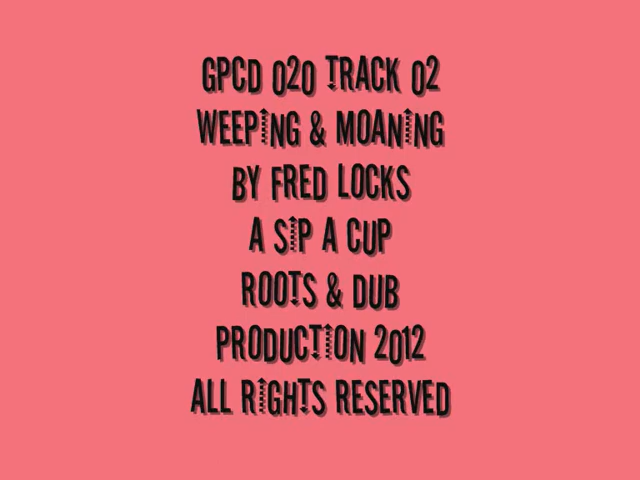 GPCD 020 TRACK 02
WEEPING & MOANING
BY FRED LOCKS
A SIP A CUP
ROOTS & DUB
PRODUCTION 2012
ALL RIGHTS RESERVED